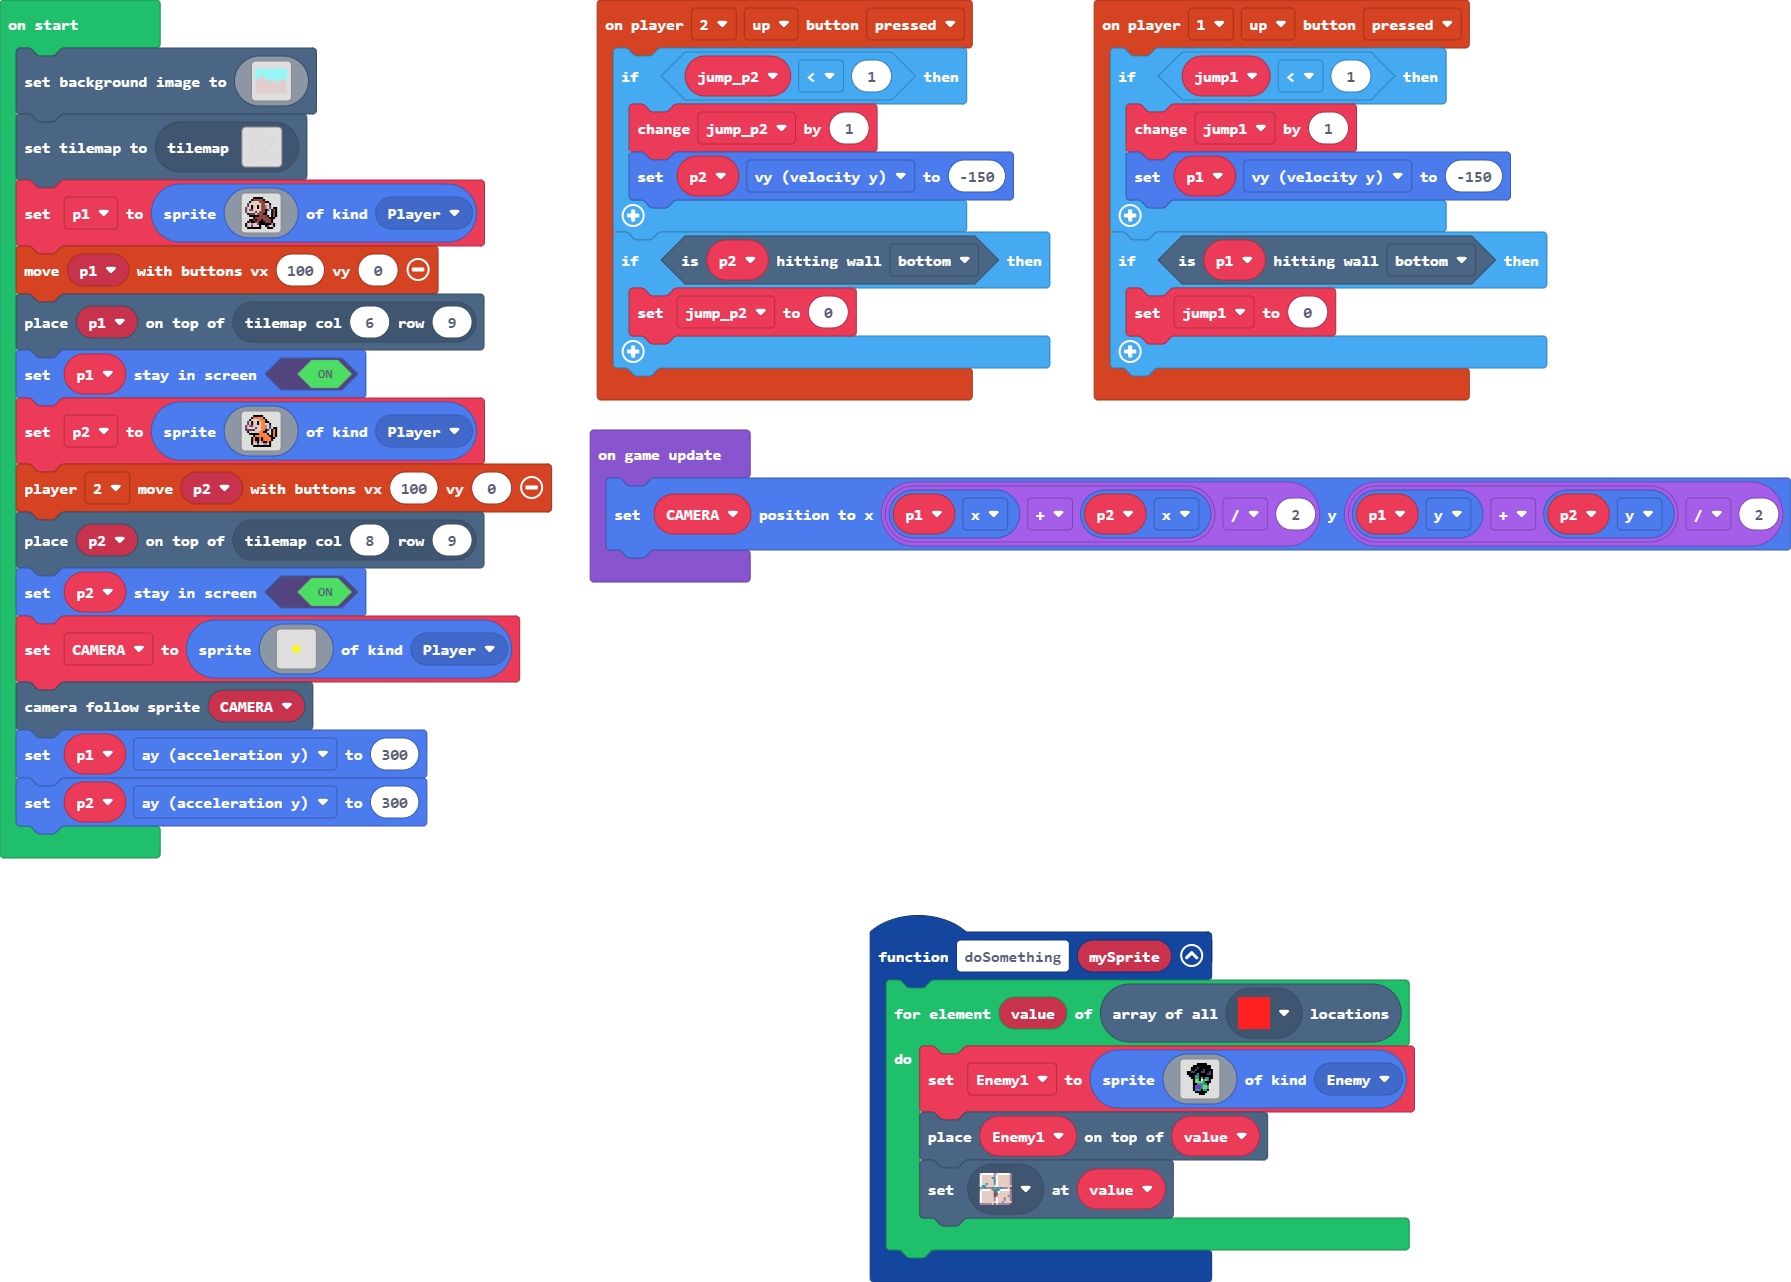 on start
set background image to
set tilemap to tilemap
set p1 to sprite of kind Player
move p1 with buttons vx 100 vy 0
place p1 on top of tilemap col 6 row 9
set p1 stay in screen ON
set p2 to sprite of kind Player
player 2 move p2 with buttons vx 100 vy 0
place p2 on top of tilemap col 8 row 9
set p2 stay in screen ON
set CAMERA to sprite of kind Player
camera follow sprite CAMERA
set p1 ay (acceleration y) to 300
set p2 ay (acceleration y) to 300
on player 2 up button pressed
if jump_p2 < 1 then
change jump_p2 by 1
set p2 vy (velocity y) to -150
if is p2 hitting wall bottom then
set jump_p2 to 0
on player 1 up button pressed
if jump1 < 1 then
change jump1 by 1
set p1 vy (velocity y) to -150
if is p1 hitting wall bottom then
set jump1 to 0
on game update
set CAMERA position to x p1 x + p2 x / 2 y p1 y + p2 y / 2
function doSomething mySprite
for element value of array of all locations
do
set Enemy1 to sprite of kind Enemy
place Enemy1 on top of value
set at value